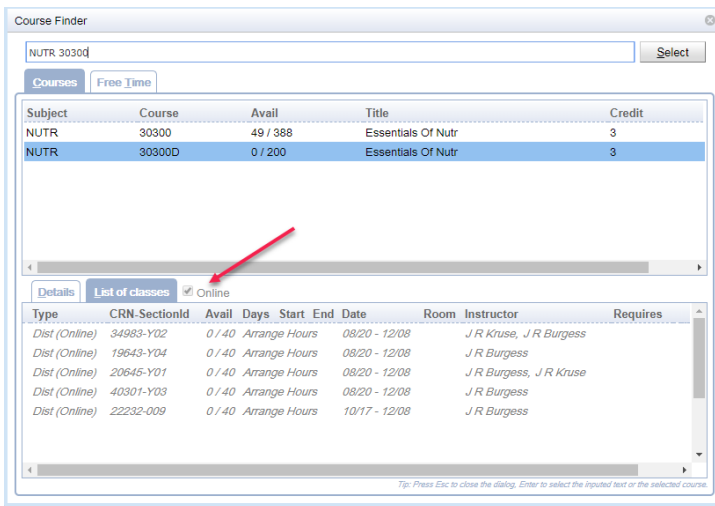 Course Finder
NUTR 30300 Select
Courses Free Time
Subject Course Avail Title Credit
NUTR 30300 49 / 388 Essentials Of Nutr 3
NUTR 30300D 0 / 200 Essentials Of Nutr 3
Details List of classes Online
Type CRN-SectionId Avail Days Start End Date Room Instructor Requires
Dist (Online) 34983-Y02 0 / 40 Arrange Hours 08/20 - 12/08 J R Kruse, J R Burgess
Dist (Online) 19643-Y04 0 / 40 Arrange Hours 08/20 - 12/08 J R Burgess
Dist (Online) 20645-Y01 0 / 40 Arrange Hours 08/20 - 12/08 J R Burgess, J R Kruse
Dist (Online) 40301-Y03 0 / 40 Arrange Hours 08/20 - 12/08 J R Burgess
Dist (Online) 22232-009 0 / 40 Arrange Hours 10/17 - 12/08 J R Burgess
Tip: Press Esc to close the dialog, Enter to select the inputed text or the selected course.